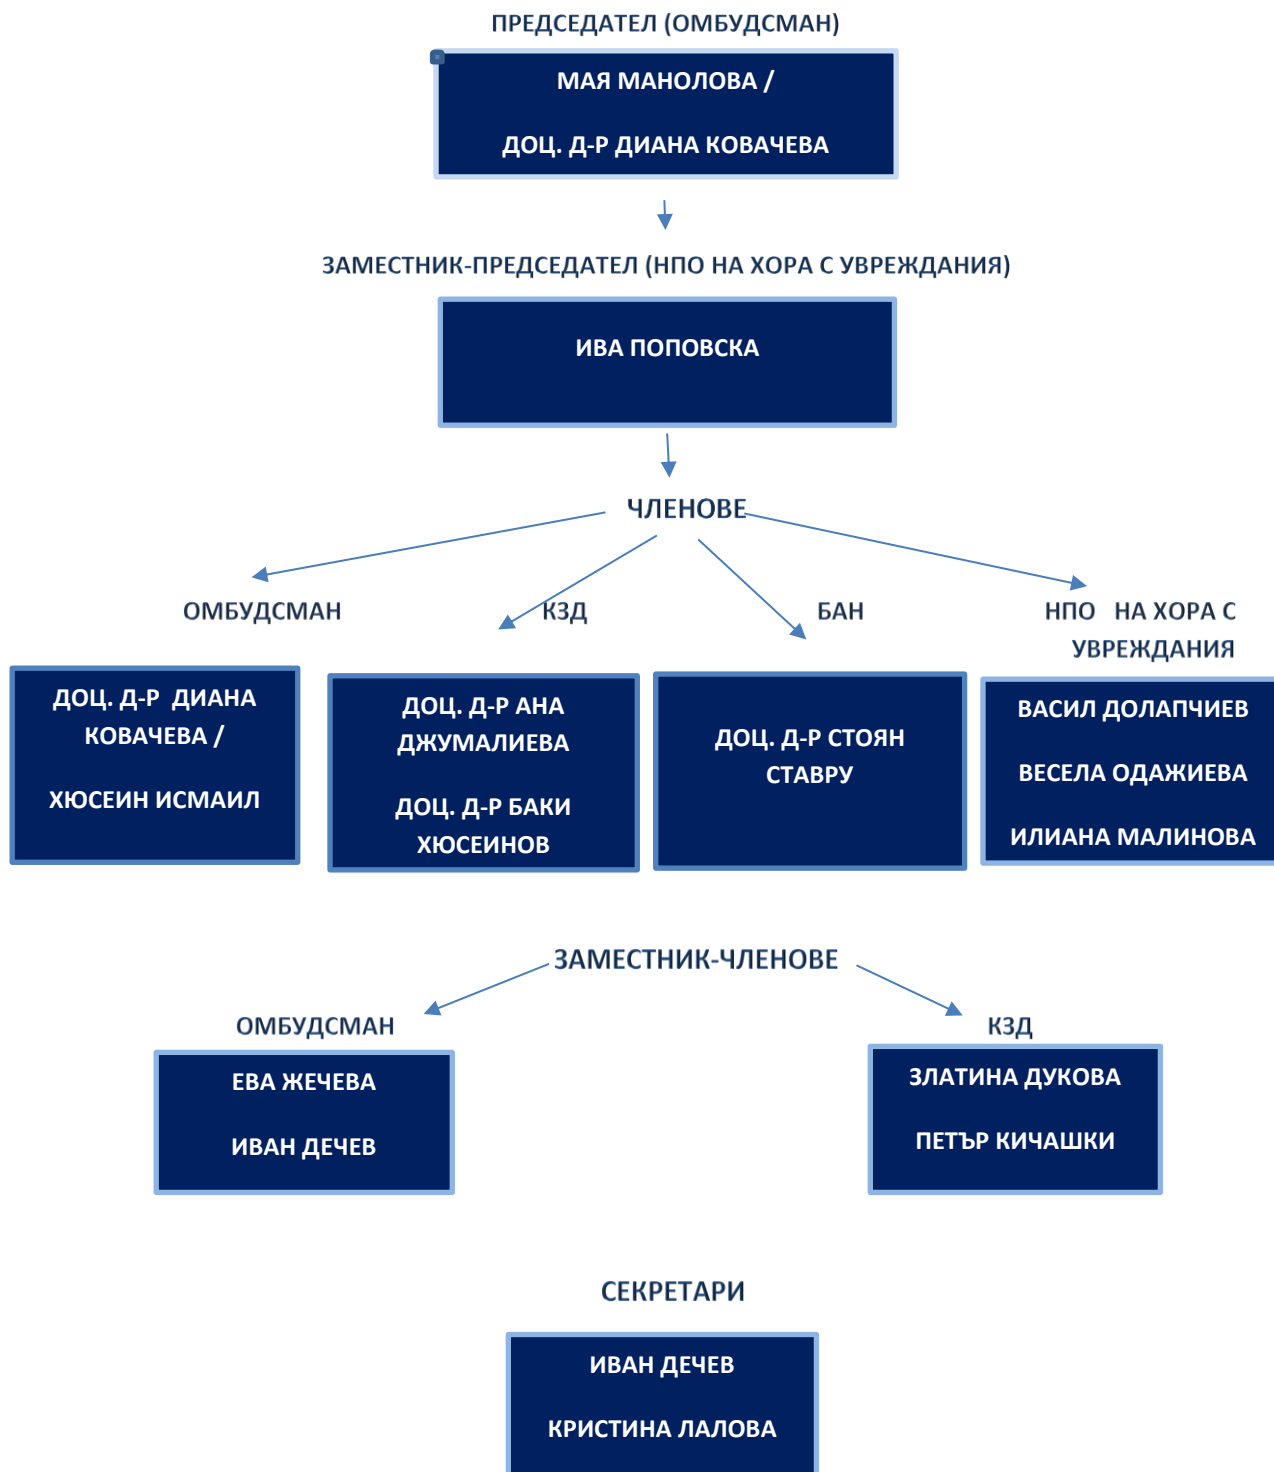 ПРЕДСЕДАТЕЛ (ОМБУДСМАН)
МАЯ МАНОЛОВА /
ДОЦ. Д-Р ДИАНА КОВАЧЕВА
ЗАМЕСТНИК-ПРЕДСЕДАТЕЛ (НПО НА ХОРА С УВРЕЖДАНИЯ)
ИВА ПОПОВСКА
ЧЛЕНОВЕ
ОМБУДСМАН
ДОЦ. Д-Р ДИАНА
КОВАЧЕВА /
ХЮСЕИН ИСМАИЛ
КЗД
ДОЦ. Д-Р АНА
ДЖУМАЛИЕВА
ДОЦ. Д-Р БАКИ
ХЮСЕИНОВ
БАН
ДОЦ. Д-Р СТОЯН
СТАВРУ
НПО НА ХОРА С
УВРЕЖДАНИЯ
ВАСИЛ ДОЛАПЧИЕВ
ВЕСЕЛА ОДАЖИЕВА
ИЛИАНА МАЛИНОВА
ЗАМЕСТНИК-ЧЛЕНОВЕ
ОМБУДСМАН
ЕВА ЖЕЧЕВА
ИВАН ДЕЧЕВ
КЗД
ЗЛАТИНА ДУКОВА
ПЕТЪР КИЧАШКИ
СЕКРЕТАРИ
ИВАН ДЕЧЕВ
КРИСТИНА ЛАЛОВА